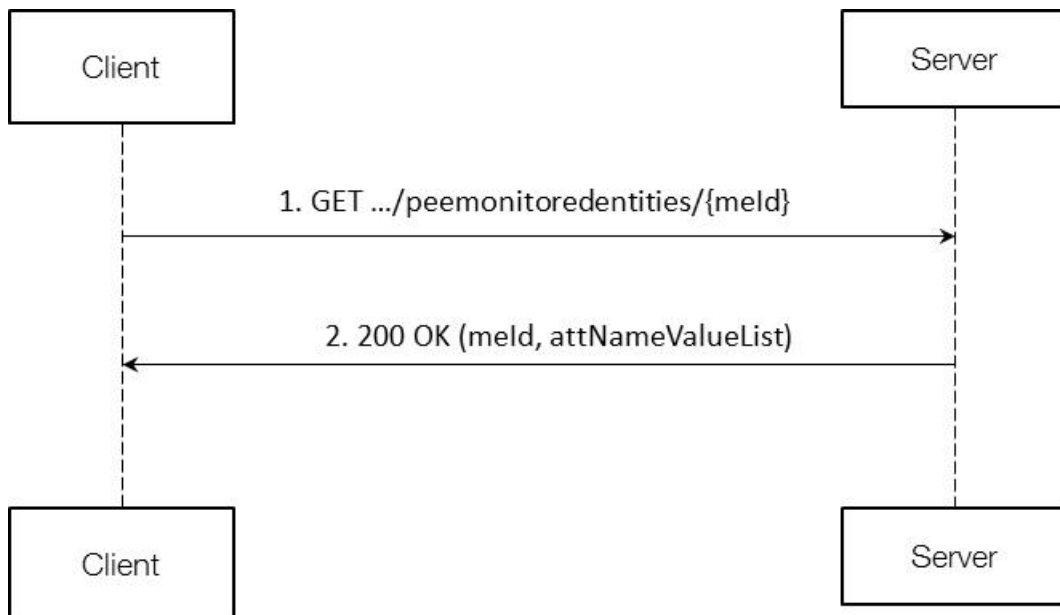 Client
Server
1. GET .../peemonitoredentities/{meId}
2. 200 OK (meId, attNameValueList)
Client
Server